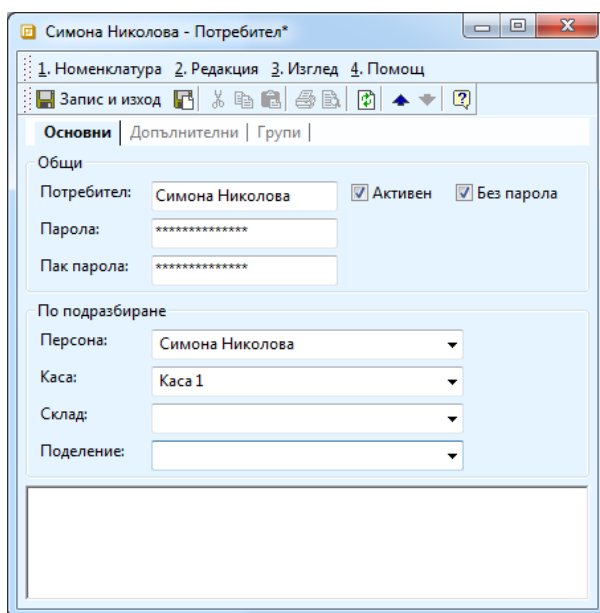 Симона Николова - Потребител*
1. Номенклатура 2. Редакция 3. Изглед 4. Помощ
Запис и изход
Основни | Допълнителни | Групи |
Общи
Потребител: Симона Николова Активен Без парола
Парола: **************
Пак парола: **************
По подразбиране
Персона: Симона Николова
Каса: Каса 1
Склад:
Поделение: